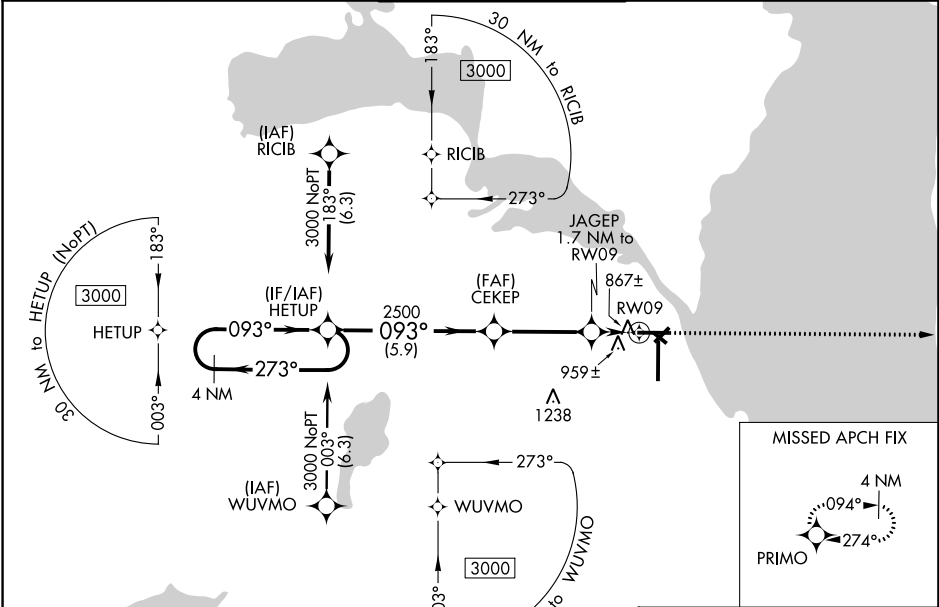 30 NM to RICIB
183°
3000
RICIB
273°
(IAF)
RICIB
3000 NoPT
183°
(6.3)
30 NM to HETUP (NoPT)
183°
3000
HETUP
003°
(IF/IAF)
HETUP
093°
273°
4 NM
2500
093°
(5.9)
(FAF)
CEKEP
JAGEP
1.7 NM to
RW09
867±
RW09
959±
1238
3000 NoPT
003°
(6.3)
(IAF)
WUVMO
273°
WUVMO
3000
to WUVMO
MISSED APCH FIX
4 NM
094°
274°
PRIMO